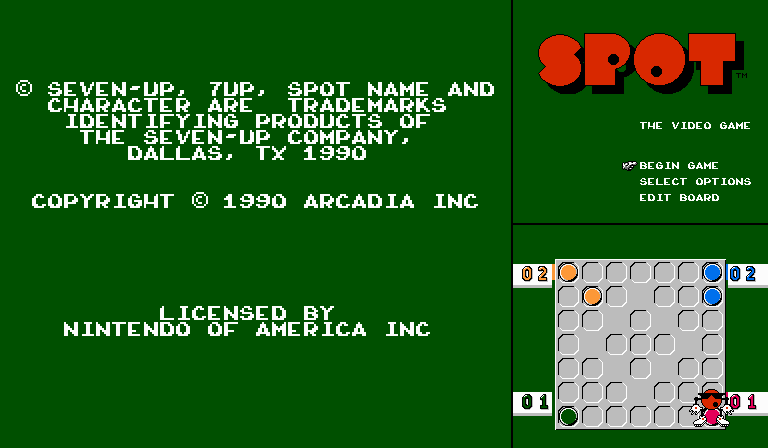 © SEVEN-UP, 7UP, SPOT NAME AND
CHARACTER ARE TRADEMARKS
IDENTIFYING PRODUCTS OF
THE SEVEN-UP COMPANY,
DALLAS, TX 1990
COPYRIGHT © 1990 ARCADIA INC
LICENSED BY
NINTENDO OF AMERICA INC
SPOT TM
THE VIDEO GAME
BEGIN GAME
SELECT OPTIONS
EDIT BOARD
02 02
01 01